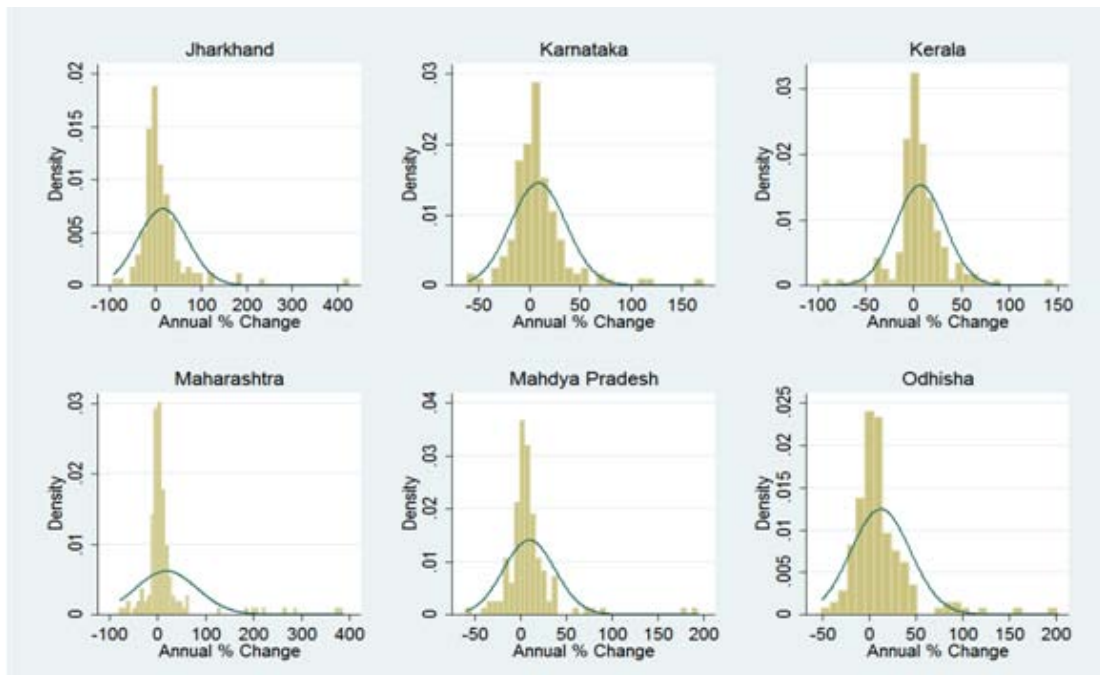 Jharkhand
Density
0 .005 .01 .015 .02
-100 0 100 200 300 400
Annual % Change
Karnataka
Density
0 .01 .02 .03
-50 0 50 100 150
Annual % Change
Kerala
Density
0 .01 .02 .03
-100 -50 0 50 100 150
Annual % Change
Maharashtra
Density
0 .01 .02 .03
-100 0 100 200 300 400
Annual % Change
Mahdya Pradesh
Density
0 .01 .02 .03 .04
-50 0 50 100 150 200
Annual % Change
Odhisha
Density
0 .005 .01 .015 .02 .025
-50 0 50 100 150 200
Annual % Change